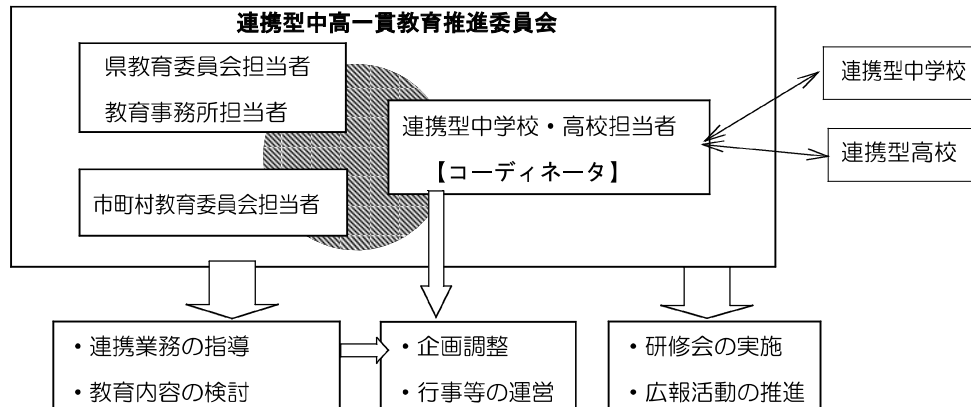 連携型中高一貫教育推進委員会
県教育委員会担当者
教育事務所担当者
連携型中学校・高校担当者
【コーディネータ】
市町村教育委員会担当者
連携型中学校
連携型高校
・連携業務の指導
・教育内容の検討
・企画調整
・行事等の運営
・研修会の実施
・広報活動の推進